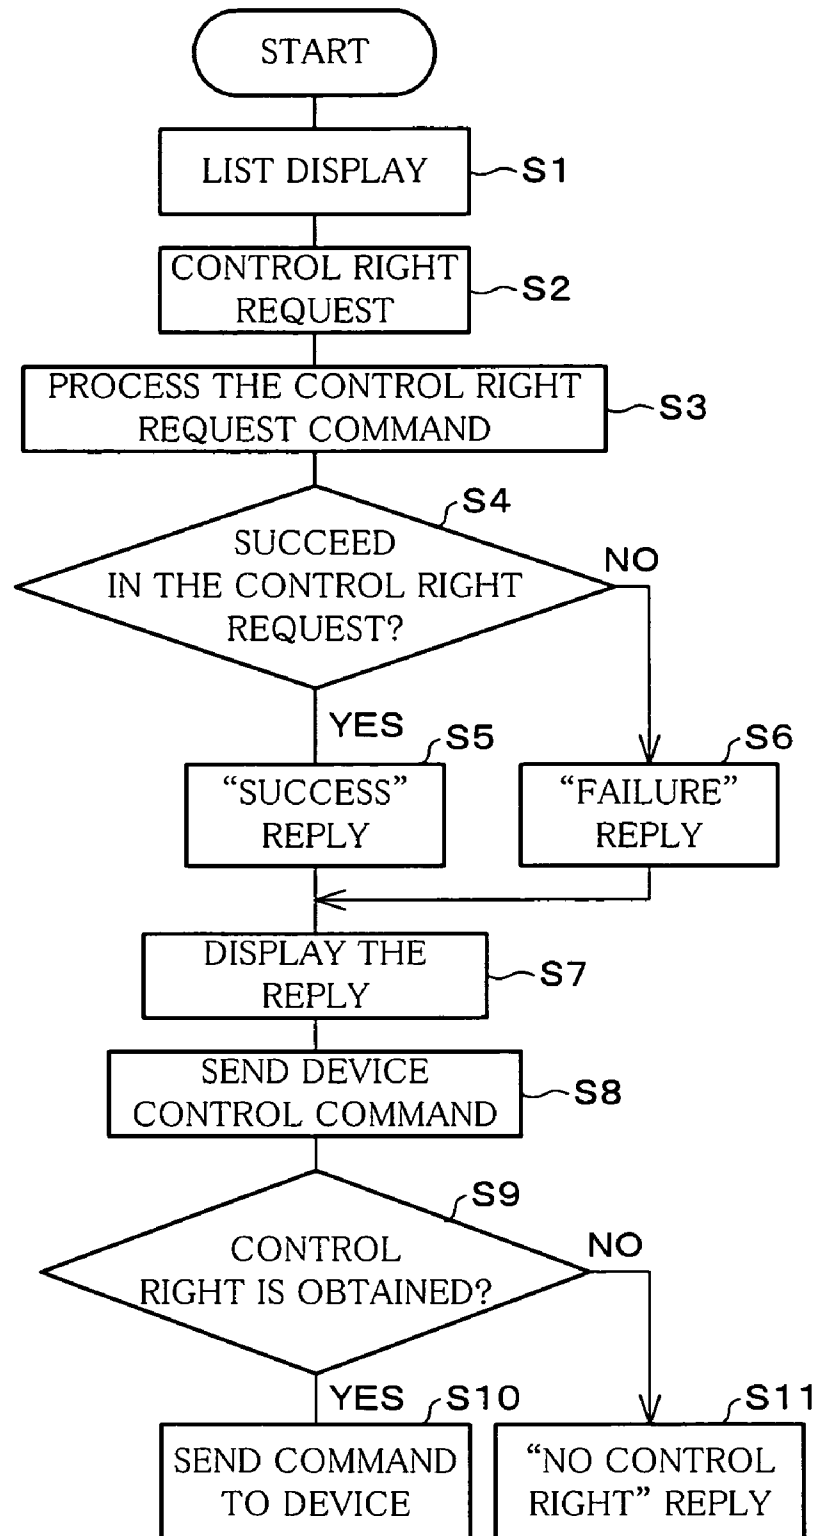 START
LIST DISPLAY
S1
CONTROL RIGHT
REQUEST
S2
PROCESS THE CONTROL RIGHT
REQUEST COMMAND
S3
S4
SUCCEED
IN THE CONTROL RIGHT
REQUEST?
NO
YES
S5
S6
“SUCCESS”
REPLY
“FAILURE”
REPLY
DISPLAY THE
REPLY
S7
SEND DEVICE
CONTROL COMMAND
S8
S9
CONTROL
RIGHT IS OBTAINED?
NO
YES
S10
S11
SEND COMMAND
TO DEVICE
“NO CONTROL
RIGHT” REPLY